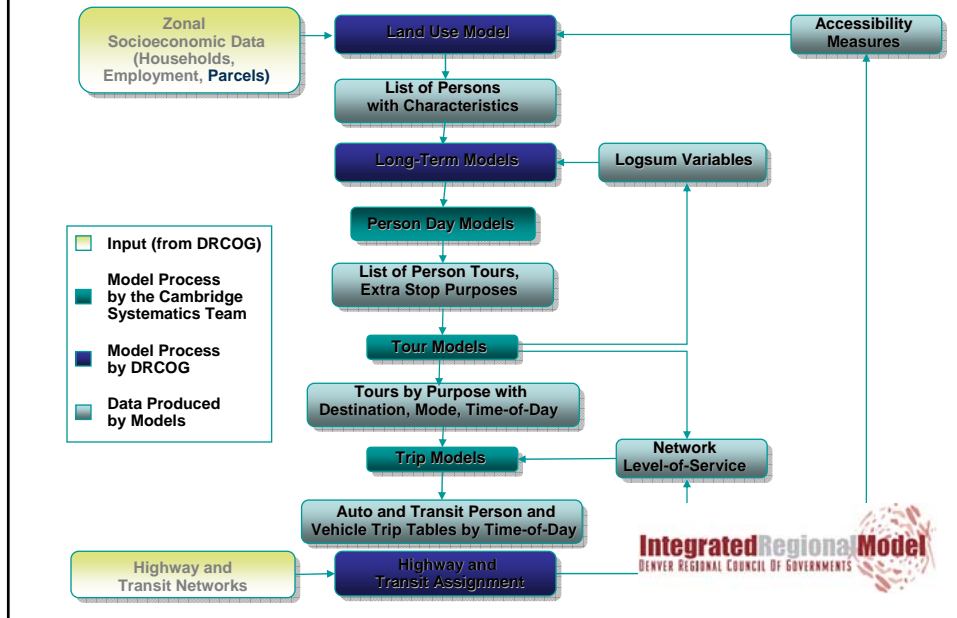 Zonal
Socioeconomic Data
(Households,
Employment, Parcels)
Land Use Model
Accessibility
Measures
List of Persons
with Characteristics
Long-Term Models
Logsum Variables
Person Day Models
List of Person Tours,
Extra Stop Purposes
Tour Models
Tours by Purpose with
Destination, Mode, Time-of-Day
Trip Models
Network
Level-of-Service
Auto and Transit Person and
Vehicle Trip Tables by Time-of-Day
Highway and
Transit Networks
Highway and
Transit Assignment
Input (from DRCOG)
Model Process
by the Cambridge
Systematics Team
Model Process
by DRCOG
Data Produced
by Models
IntegratedRegionalModel
DENVER REGIONAL COUNCIL OF GOVERNMENTS